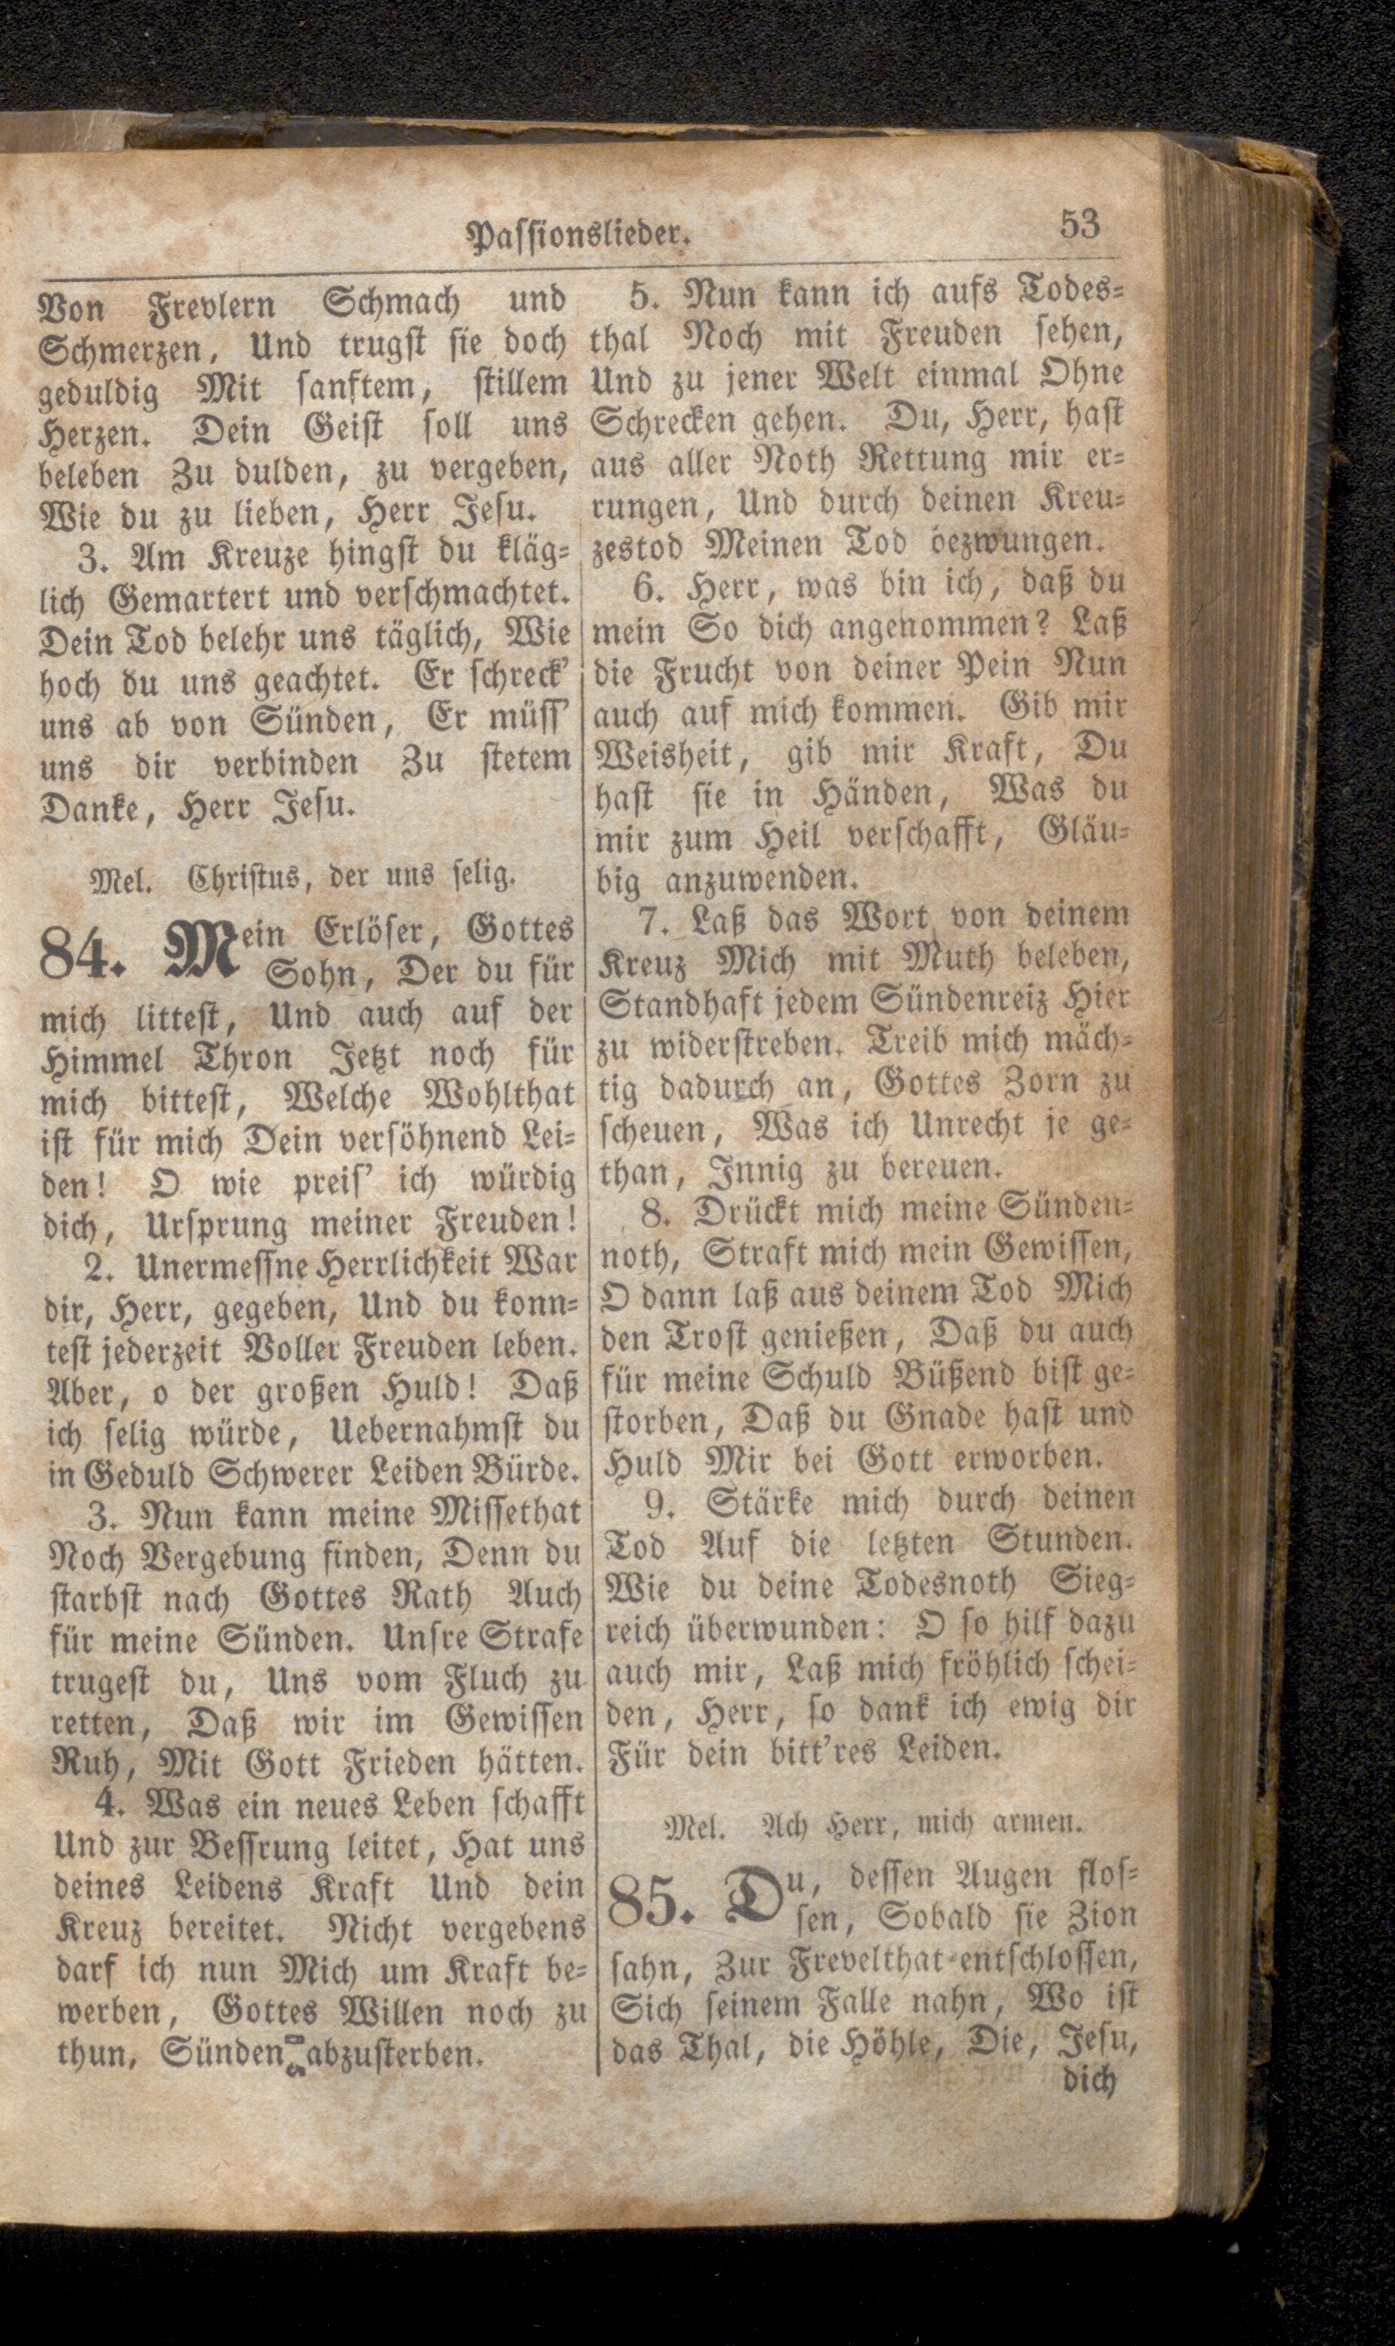 Passionslieder. 53
Von Frevlern Schmach und
Schmerzen, Und trugst sie doch
geduldig Mit sanftem, stillem
Herzen. Dein Geist soll uns
beleben Zu dulden, zu vergeben,
Wie du zu lieben, Herr Jesu.
3. Am Kreuze hingst du kläg-
lich Gemartert und verschmachtet.
Dein Tod belehr uns täglich, Wie
hoch du uns geachtet. Er schreck'
uns ab von Sünden, Er müss'
uns dir verbinden Zu stetem
Danke, Herr Jesu.
Mel. Christus, der uns selig.
84. Mein Erlöser, Gottes
Sohn, Der du für
mich littest, Und auch auf der
Himmel Thron Jetzt noch für
mich bittest, Welche Wohlthat
ist für mich Dein versöhnend Lei-
den! O wie preis' ich würdig
dich, Ursprung meiner Freuden!
2. Unermessne Herrlichkeit War
dir, Herr, gegeben, Und du konn-
test jederzeit Voller Freuden leben.
Aber, o der großen Huld! Daß
ich selig würde, Uebernahmst du
in Geduld Schwerer Leiden Bürde.
3. Nun kann meine Missethat
Noch Vergebung finden, Denn du
starbst nach Gottes Rath Auch
für meine Sünden. Unsre Strafe
trugest du, Uns vom Fluch zu
retten, Daß wir im Gewissen
Ruh, Mit Gott Frieden hätten.
4. Was ein neues Leben schafft
Und zur Bessrung leitet, Hat uns
deines Leidens Kraft Und dein
Kreuz bereitet. Nicht vergebens
darf ich nun Mich um Kraft be-
werben, Gottes Willen noch zu
thun, Sünden abzusterben.
5. Nun kann ich aufs Todes-
thal Noch mit Freuden sehen,
Und zu jener Welt einmal Ohne
Schrecken gehen. Du, Herr, hast
aus aller Noth Rettung mir er-
rungen, Und durch deinen Kreu-
zestod Meinen Tod bezwungen.
6. Herr, was bin ich, daß du
mein So dich angenommen? Laß
die Frucht von deiner Pein Nun
auch auf mich kommen. Gib mir
Weisheit, gib mir Kraft, Du
hast sie in Händen, Was du
mir zum Heil verschafft, Gläu-
big anzuwenden.
7. Laß das Wort von deinem
Kreuz Mich mit Muth beleben,
Standhaft jedem Sündenreiz Hier
zu widerstreben. Treib mich mäch-
tig dadurch an, Gottes Zorn zu
scheuen, Was ich Unrecht je ge-
than, Innig zu bereuen.
8. Drückt mich meine Sünden-
noth, Straft mich mein Gewissen,
O dann laß aus deinem Tod Mich
den Trost genießen, Daß du auch
für meine Schuld Büßend bist ge-
storben, Daß du Gnade hast und
Huld Mir bei Gott erworben.
9. Stärke mich durch deinen
Tod Auf die letzten Stunden.
Wie du deine Todesnoth Sieg-
reich überwunden: O so hilf dazu
auch mir, Laß mich fröhlich schei-
den, Herr, so dank ich ewig dir
Für dein bitt'res Leiden.
Mel. Ach Herr, mich armen.
85. Du, dessen Augen flos-
sen, Sobald sie Zion
sahn, Zur Frevelthat entschlossen,
Sich seinem Falle nahn, Wo ist
das Thal, die Höhle, Die, Jesu,
dich